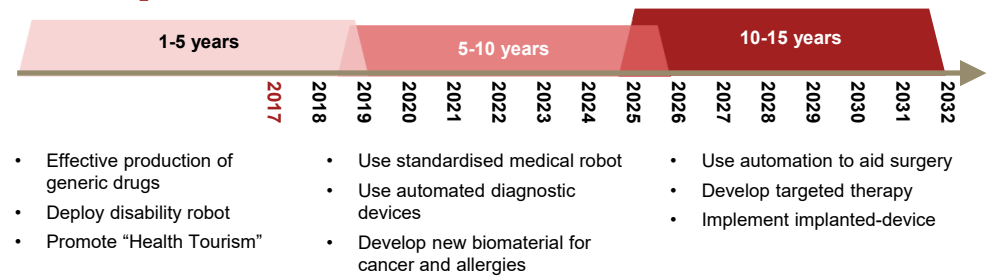 1-5 years
5-10 years
10-15 years
2017
2018
2019
2020
2021
2022
2023
2024
2025
2026
2027
2028
2029
2030
2031
2032
• Effective production of
generic drugs
• Deploy disability robot
• Promote “Health Tourism”
• Use standardised medical robot
• Use automated diagnostic
devices
• Develop new biomaterial for
cancer and allergies
• Use automation to aid surgery
• Develop targeted therapy
• Implement implanted-device